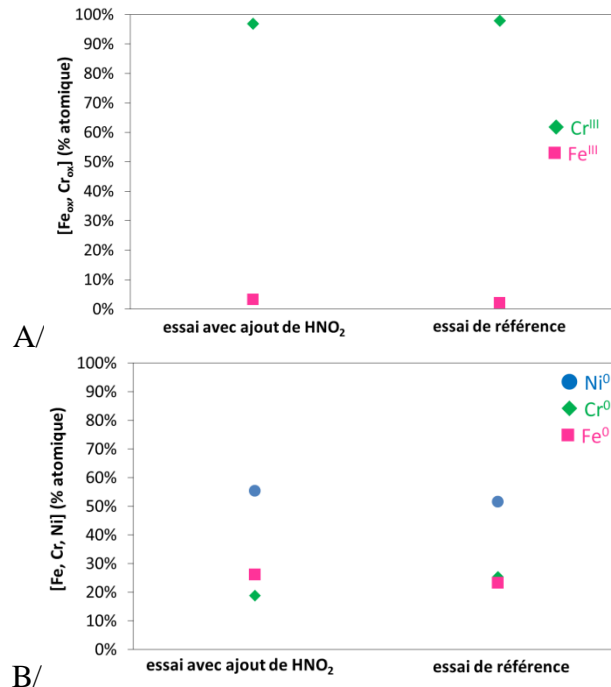 100%
90%
80%
70%
60%
50%
40%
30%
20%
10%
0%
[Feox, Crox] (% atomique)
CrIII
FeIII
essai avec ajout de HNO2
essai de référence
A/
100%
90%
80%
70%
60%
50%
40%
30%
20%
10%
0%
[Fe, Cr, Ni] (% atomique)
Ni0
Cr0
Fe0
essai avec ajout de HNO2
essai de référence
B/